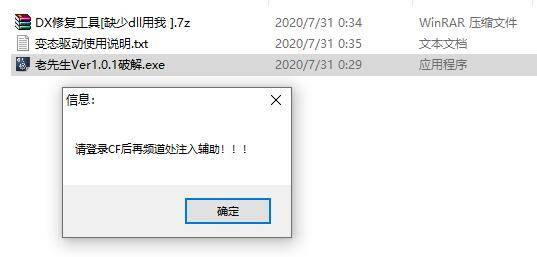 DX修复工具[缺少dll用我 ].7z 2020/7/31 0:34 WinRAR 压缩文件
变态驱动使用说明.txt 2020/7/31 0:35 文本文档
老先生Ver1.0.1破解.exe 2020/7/31 0:29 应用程序
信息：
请登录CF后再频道处注入辅助！！！
确定